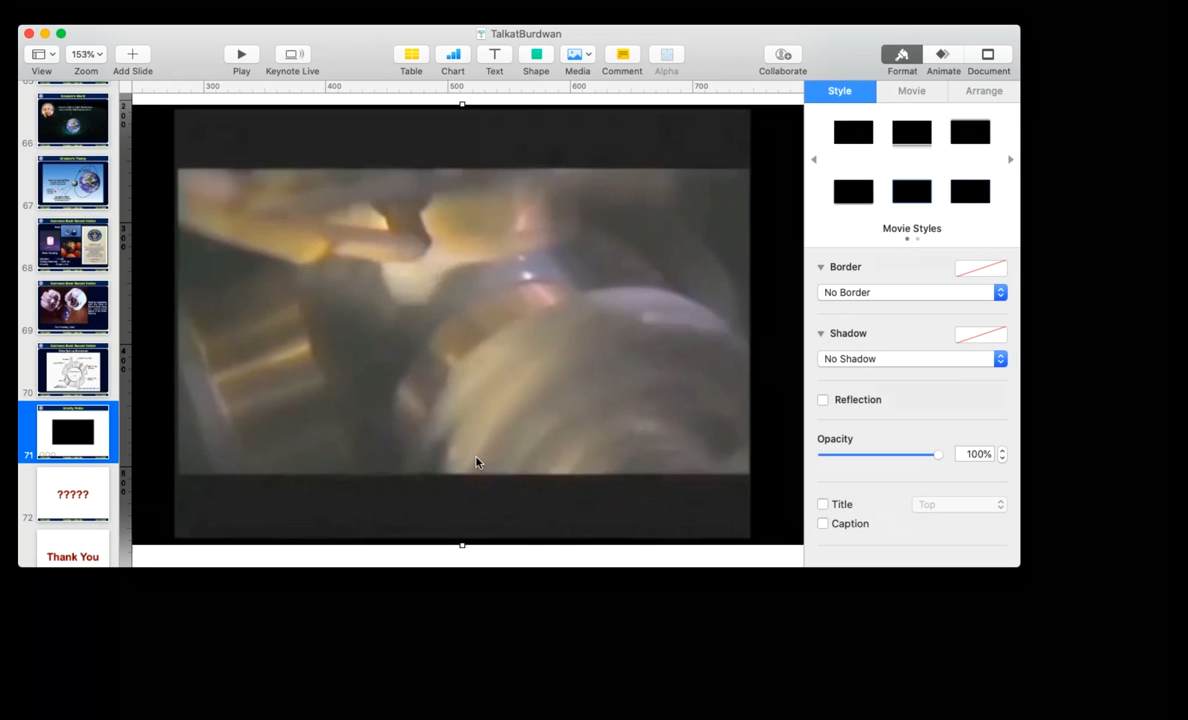 TalkatBurdwan
153%
View
Zoom
Add Slide
Play
Keynote Live
Table
Chart
Text
Shape
Media
Comment
Alpha
Collaborate
Format
Animate
Document
300
400
500
600
700
Style
Movie
Arrange
66
67
68
69
70
71
?????
72
Thank You
Movie Styles
Border
No Border
Shadow
No Shadow
Reflection
Opacity
100%
Title
Top
Caption